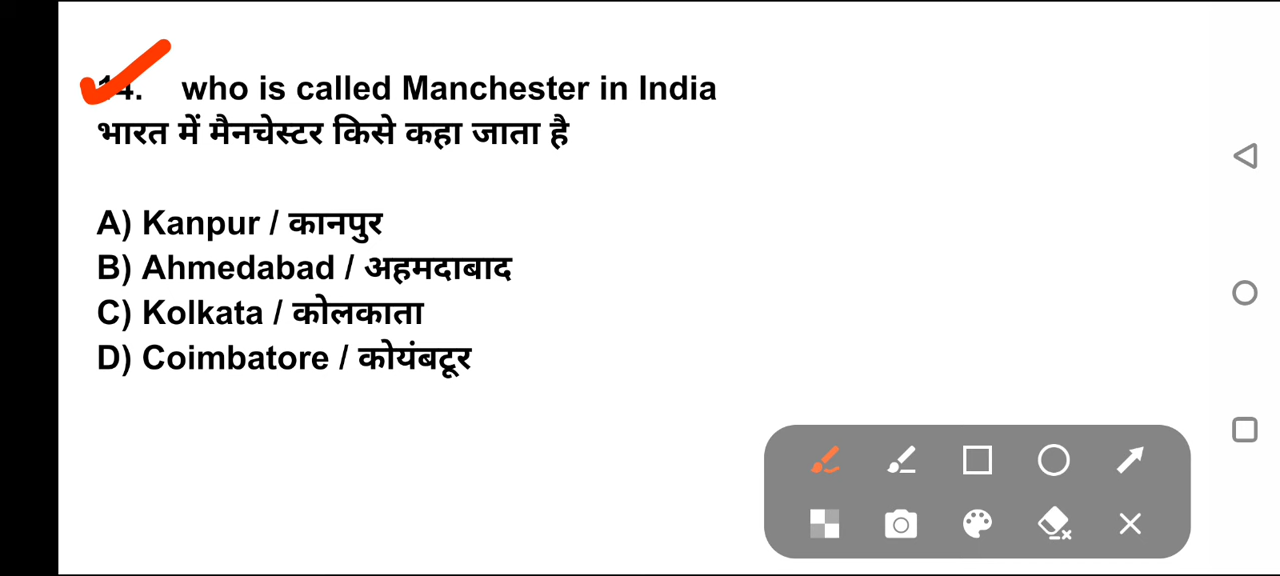 14. who is called Manchester in India
भारत में मैनचेस्टर किसे कहा जाता है
A) Kanpur / कानपुर
B) Ahmedabad / अहमदाबाद
C) Kolkata / कोलकाता
D) Coimbatore / कोयंबटूर